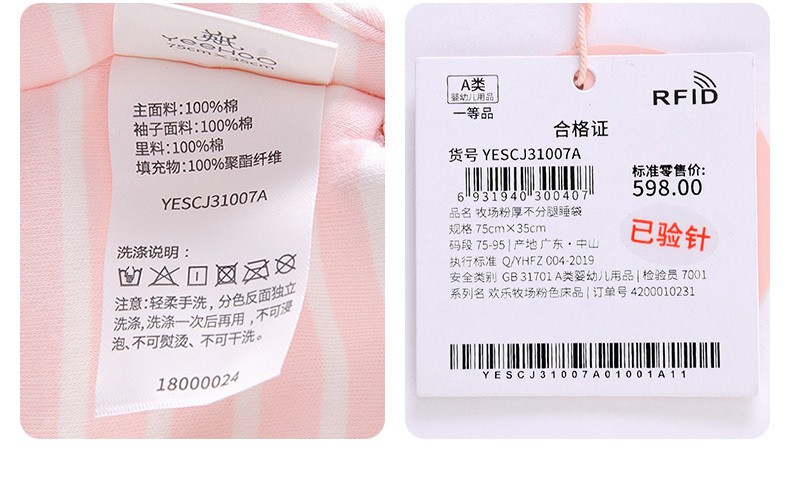 YeeHoo
75cm×35cm
主面料:100%棉
袖子面料:100%棉
里料:100%棉
填充物:100%聚酯纤维
YESCJ31007A
洗涤说明:
注意:轻柔手洗, 分色反面独立
洗涤, 洗涤一次后再用, 不可浸
泡、不可熨烫、不可干洗。
18000024
A类
婴幼儿用品
一等品
RFID
合格证
货号 YESCJ31007A
6 931940 300407
标准零售价:
598.00
品名 牧场粉厚不分腿睡袋
规格 75cm×35cm
码段 75-95 | 产地 广东·中山
执行标准 Q/YHFZ 004-2019
安全类别 GB 31701 A类婴幼儿用品 | 检验员 7001
系列名 欢乐牧场粉色床品 | 订单号 4200010231
已验针
YESCJ31007A01001A11